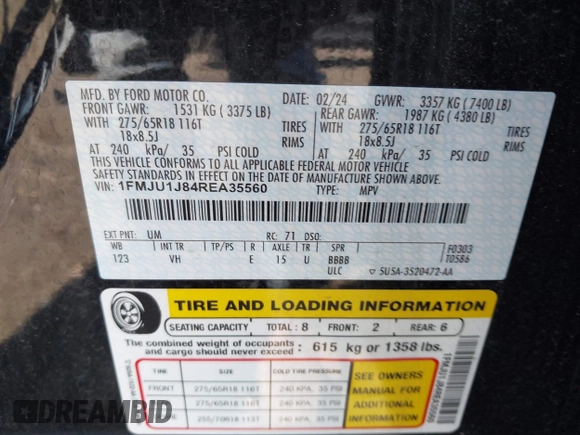 MFD. BY FORD MOTOR CO.
DATE: 02/24 GVWR: 3357 KG (7400 LB)
FRONT GAWR: 1531 KG (3375 LB) REAR GAWR: 1987 KG (4380 LB)
WITH 275/65R18 116T TIRES WITH 275/65R18 116T TIRES
18x8.5J RIMS 18x8.5J RIMS
AT 240 kPa/ 35 PSI COLD AT 240 kPa/ 35 PSI COLD
THIS VEHICLE CONFORMS TO ALL APPLICABLE FEDERAL MOTOR VEHICLE
SAFETY STANDARDS IN EFFECT ON THE DATE OF MANUFACTURE SHOWN ABOVE.
VIN: 1FMJU1J84REA35560 TYPE: MPV
EXT PNT: UM RC: 71 DSO:
WB INT TR TP/PS R AXLE TR SPR F0303
123 VH E 15 U BBBB T0586
ULC 5USA-3520472-AA
TIRE AND LOADING INFORMATION
SEATING CAPACITY TOTAL: 8 FRONT: 2 REAR: 6
The combined weight of occupants
and cargo should never exceed : 615 kg or 1358 lbs.
TIRE SIZE COLD TIRE PRESSURE SEE OWNERS
FRONT 275/65R18 116T 240 KPA, 35 PSI MANUAL FOR
275/65R18 116T 240 KPA, 35 PSI ADDITIONAL
255/70R18 113T 240 KPA, 35 PSI INFORMATION
1FMJU1J84REA35560
DREAMBID